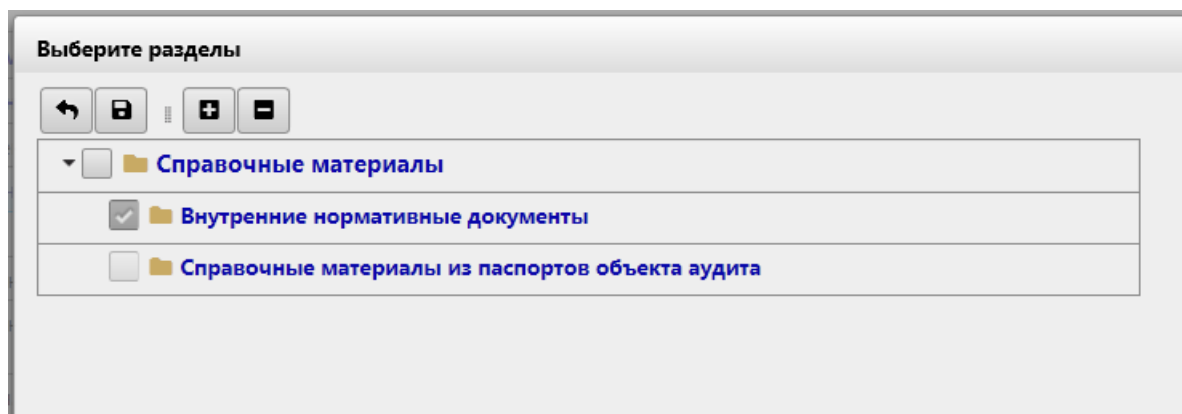 Выберите разделы
Справочные материалы
Внутренние нормативные документы
Справочные материалы из паспортов объекта аудита